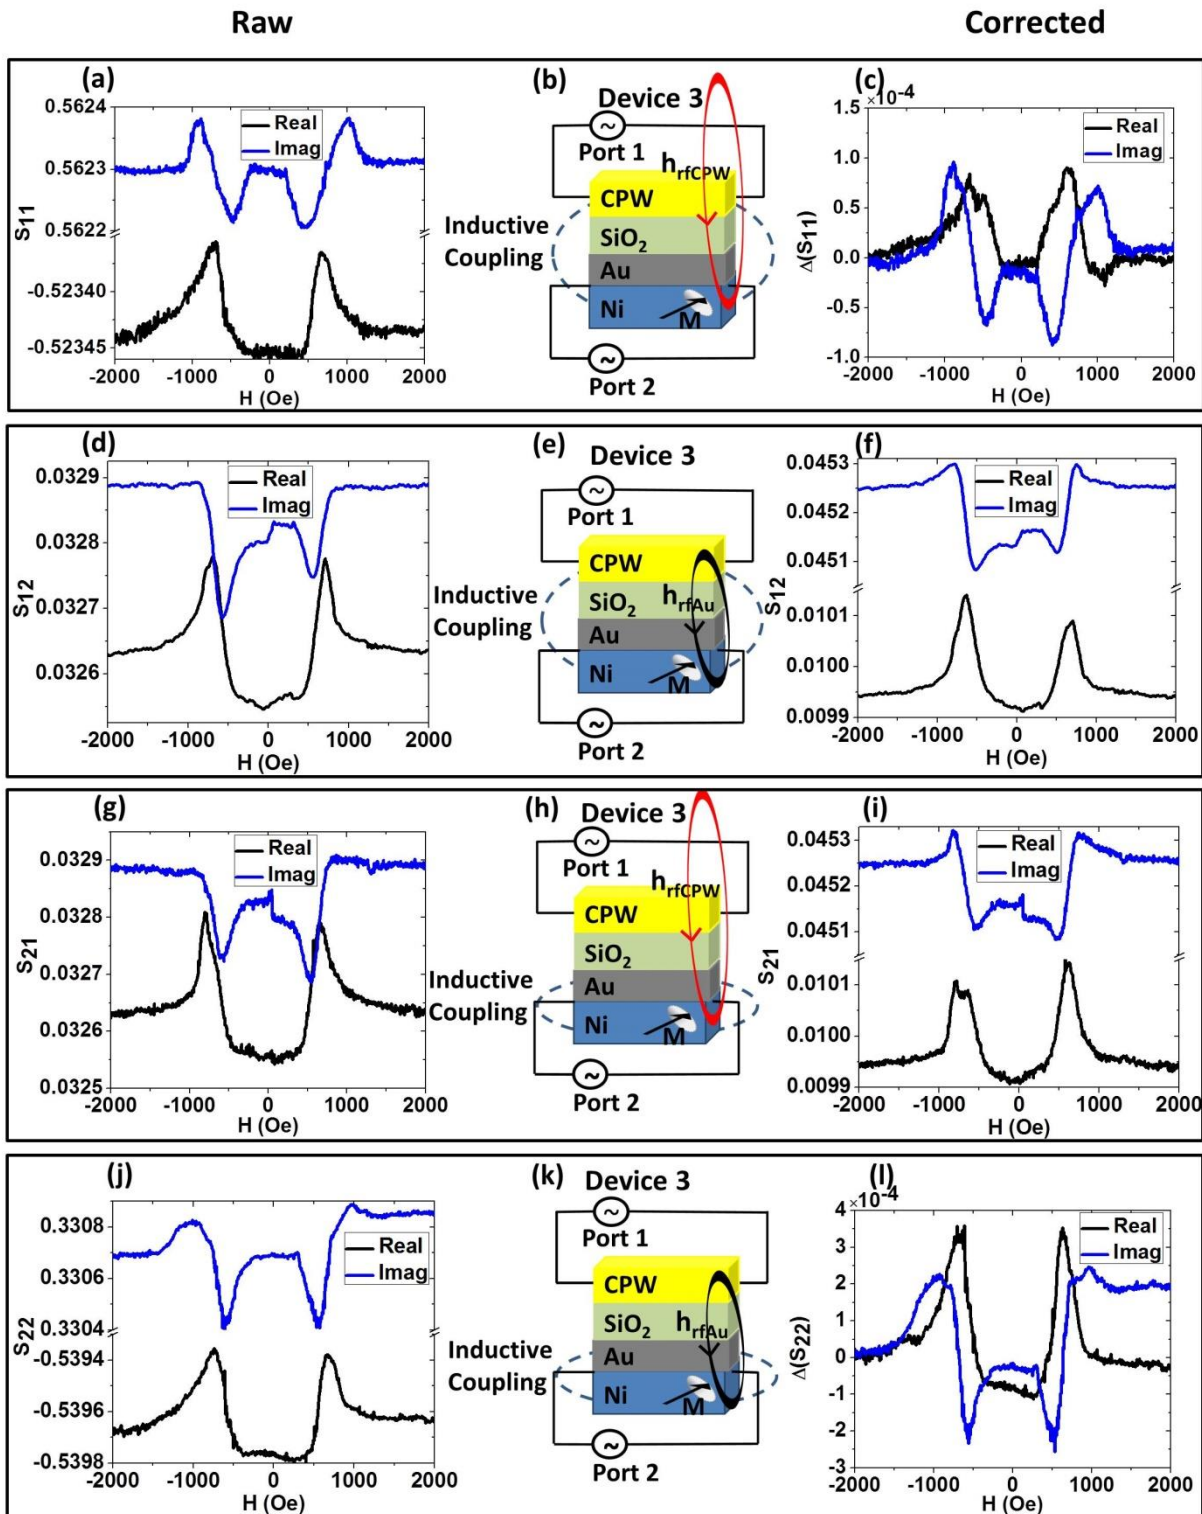 Raw
Corrected
(a)
0.5624
0.5623
0.5622
-0.52340
-0.52345
S11
Real
Imag
-2000 -1000 0 1000 2000
H (Oe)
(b)
Device 3
~
Port 1
hrfCPW
CPW
SiO2
Au
Ni
M
Inductive
Coupling
~
Port 2
(c)
×10-4
1.5
1.0
0.5
0.0
-0.5
-1.0
Δ(S11)
Real
Imag
-2000 -1000 0 1000 2000
H (Oe)
(d)
0.0329
0.0328
0.0327
0.0326
S12
Real
Imag
-2000 -1000 0 1000 2000
H (Oe)
(e)
Device 3
~
Port 1
CPW
SiO2
hrfAu
Au
Ni
M
Inductive
Coupling
~
Port 2
(f)
0.0453
0.0452
0.0451
0.0101
0.0100
0.0099
S12
Real
Imag
-2000 -1000 0 1000 2000
H (Oe)
(g)
0.0329
0.0328
0.0327
0.0326
0.0325
S21
Real
Imag
-2000 -1000 0 1000 2000
H (Oe)
(h)
Device 3
~
Port 1
hrfCPW
CPW
SiO2
Au
Ni
M
Inductive
Coupling
~
Port 2
(i)
0.0453
0.0452
0.0451
0.0101
0.0100
0.0099
S21
Real
Imag
-2000 -1000 0 1000 2000
H (Oe)
(j)
0.3308
0.3306
0.3304
-0.5394
-0.5396
-0.5398
S22
Real
Imag
-2000 -1000 0 1000 2000
H (Oe)
(k)
Device 3
~
Port 1
CPW
SiO2
hrfAu
Au
Ni
M
Inductive
Coupling
~
Port 2
(l)
×10-4
4
3
2
1
0
-1
-2
-3
Δ(S22)
Real
Imag
-2000 -1000 0 1000 2000
H (Oe)